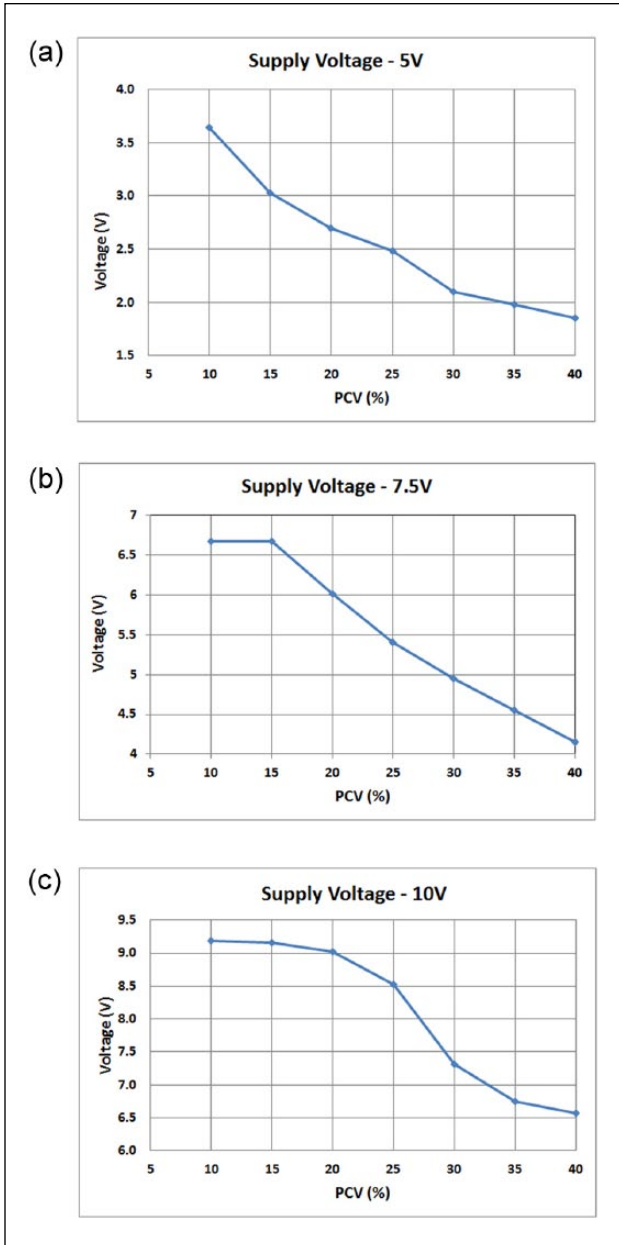 (a)
Supply Voltage - 5V
4.0
3.5
3.0
2.5
2.0
1.5
Voltage (V)
5 10 15 20 25 30 35 40
PCV (%)
(b)
Supply Voltage - 7.5V
7
6.5
6
5.5
5
4.5
4
Voltage (V)
5 10 15 20 25 30 35 40
PCV (%)
(c)
Supply Voltage - 10V
9.5
9.0
8.5
8.0
7.5
7.0
6.5
6.0
Voltage (V)
5 10 15 20 25 30 35 40
PCV (%)